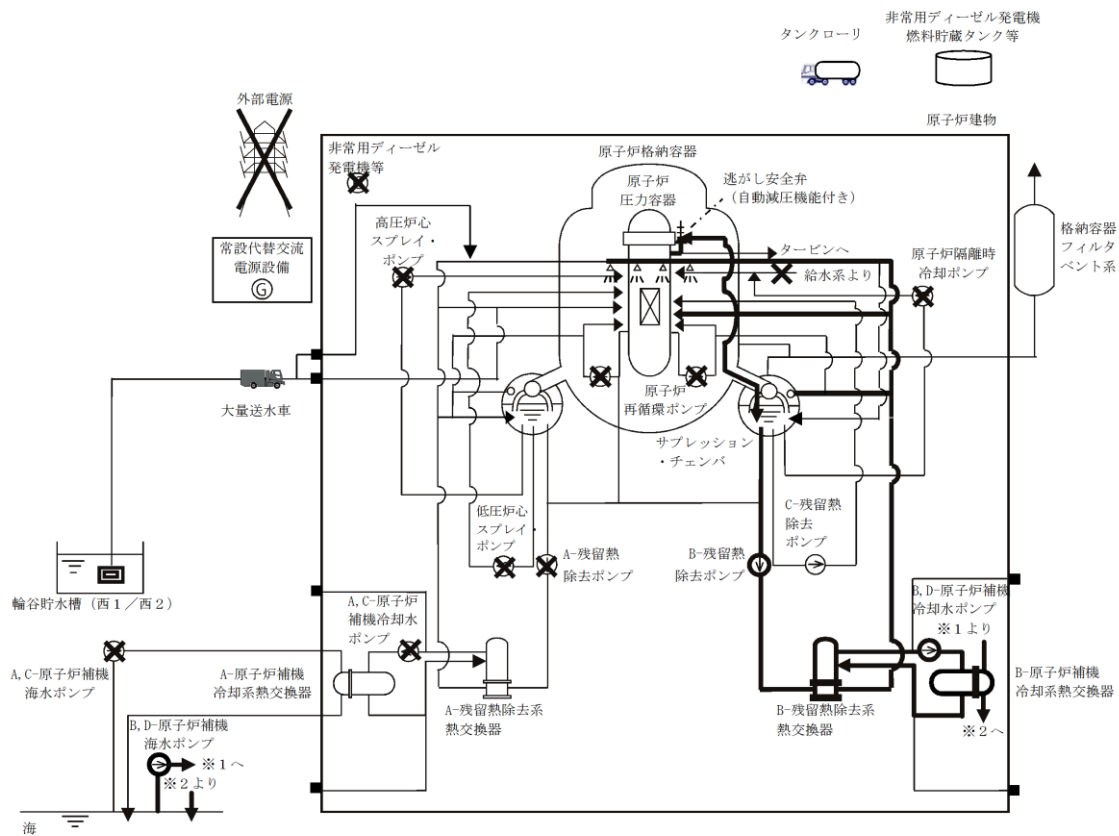 タンクローリ
非常用ディーゼル発電機
燃料貯蔵タンク等
外部電源
原子炉建物
非常用ディーゼル
発電機等
原子炉格納容器
原子炉
圧力容器
逃がし安全弁
(自動減圧機能付き)
高圧炉心
スプレイ・
ポンプ
常設代替交流
電源設備
G
タービンへ
給水系より
原子炉隔離時
冷却ポンプ
格納容器
フィルタ
ベント系
大量送水車
原子炉
再循環ポンプ
サプレッション
・チェンバ
低圧炉心
スプレイ・
ポンプ
A-残留熱
除去ポンプ
B-残留熱
除去ポンプ
C-残留熱
除去
ポンプ
輪谷貯水槽(西1/西2)
A,C-原子炉
補機冷却水
ポンプ
B,D-原子炉補機
冷却水ポンプ
※1より
A,C-原子炉補機
海水ポンプ
A-原子炉補機
冷却系熱交換器
A-残留熱除去系
熱交換器
B-残留熱除去系
熱交換器
B-原子炉補機
冷却系熱交換器
※2へ
B,D-原子炉補機
海水ポンプ
※1へ
※2より
海